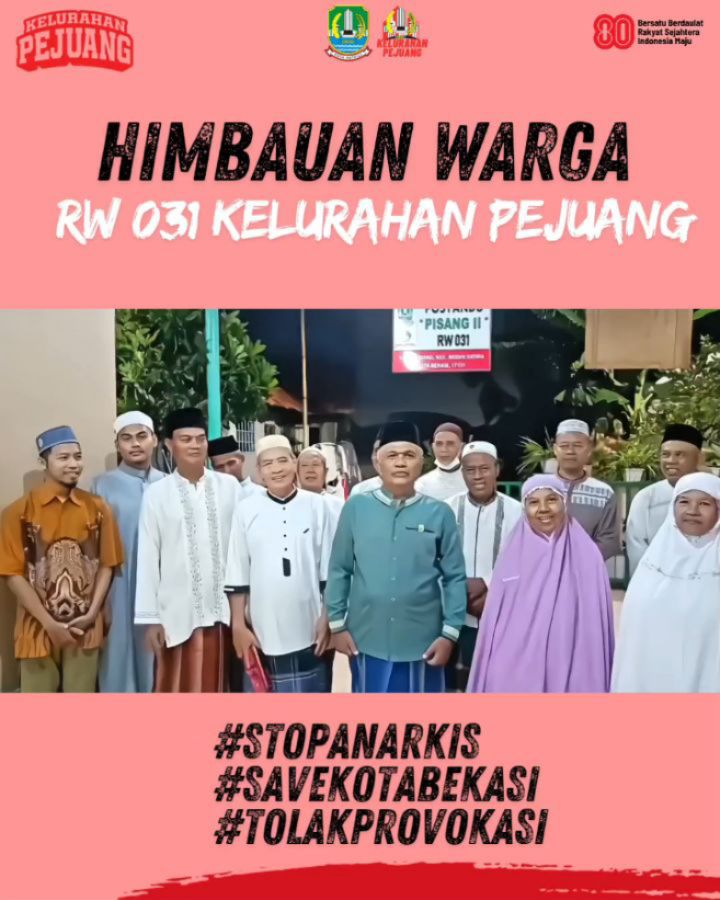 KELURAHAN
PEJUANG
KELURAHAN
PEJUANG
80
Bersatu Berdaulat
Rakyat Sejahtera
Indonesia Maju
HIMBAUAN WARGA
RW 031 KELURAHAN PEJUANG
POSYANDU
"PISANG II"
RW 031
#STOPANARKIS
#SAVEKOTABEKASI
#TOLAKPROVOKASI